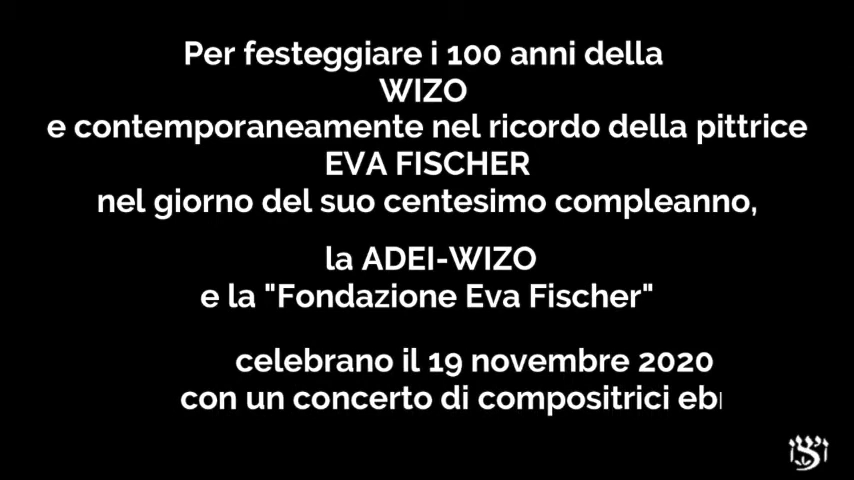 Per festeggiare i 100 anni della
WIZO
e contemporaneamente nel ricordo della pittrice
EVA FISCHER
nel giorno del suo centesimo compleanno,
la ADEI-WIZO
e la "Fondazione Eva Fischer"
celebrano il 19 novembre 2020
con un concerto di compositrici